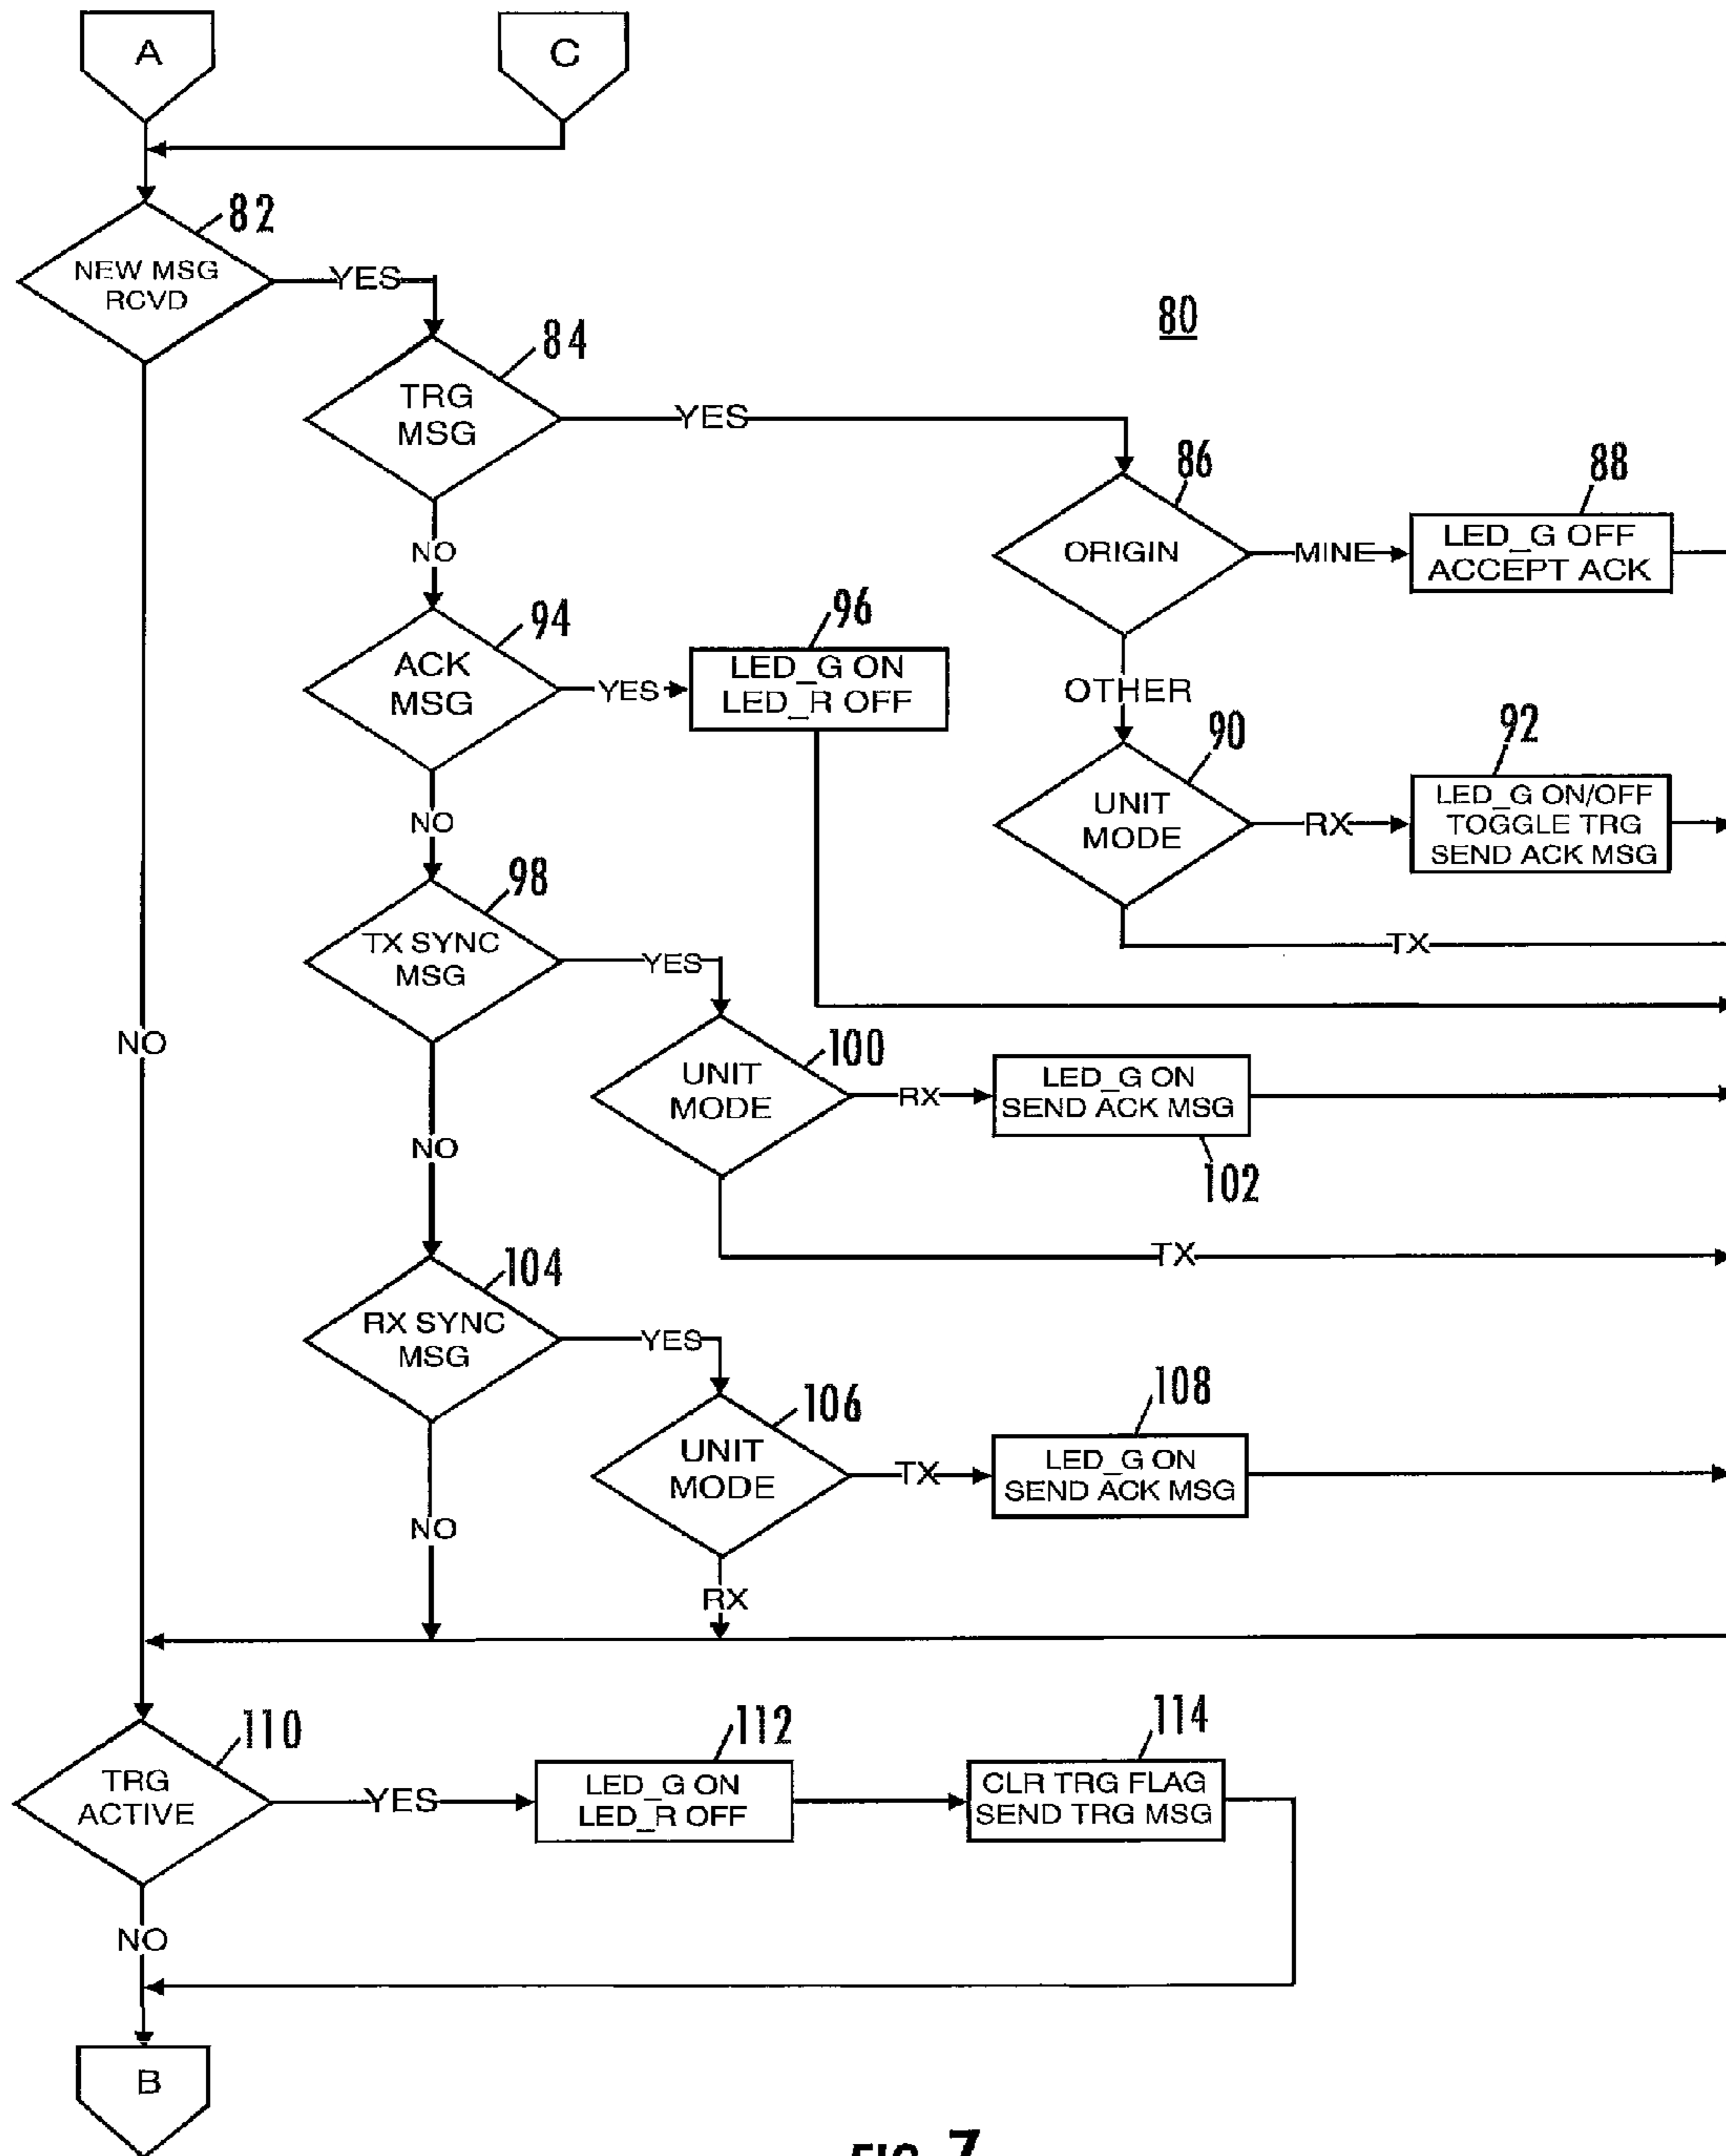 A
C
82
NEW MSG
RCVD
YES
80
84
TRG
MSG
YES
86
88
ORIGIN
MINE
LED_G OFF
ACCEPT ACK
NO
94
96
ACK
MSG
YES
LED_G ON
LED_R OFF
OTHER
90
92
UNIT
MODE
RX
LED_G ON/OFF
TOGGLE TRG
SEND ACK MSG
NO
98
TX
TX SYNC
MSG
YES
NO
100
UNIT
MODE
RX
LED_G ON
SEND ACK MSG
102
NO
TX
104
RX SYNC
MSG
YES
106
108
UNIT
MODE
TX
LED_G ON
SEND ACK MSG
NO
RX
110
112
114
TRG
ACTIVE
YES
LED_G ON
LED_R OFF
CLR TRG FLAG
SEND TRG MSG
NO
B
FIG. 7